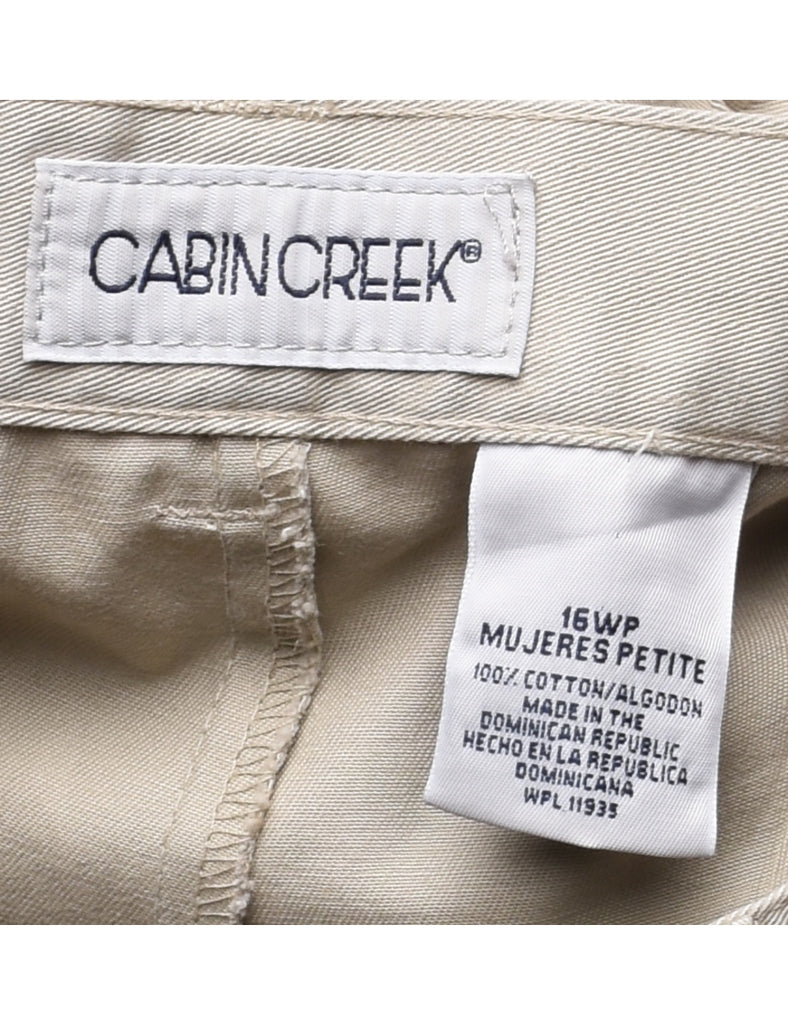 CABIN CREEK®
16WP
MUJERES PETITE
100% COTTON/ALGODON
MADE IN THE
DOMINICAN REPUBLIC
HECHO EN LA REPUBLICA
DOMINICANA
WPL 11935